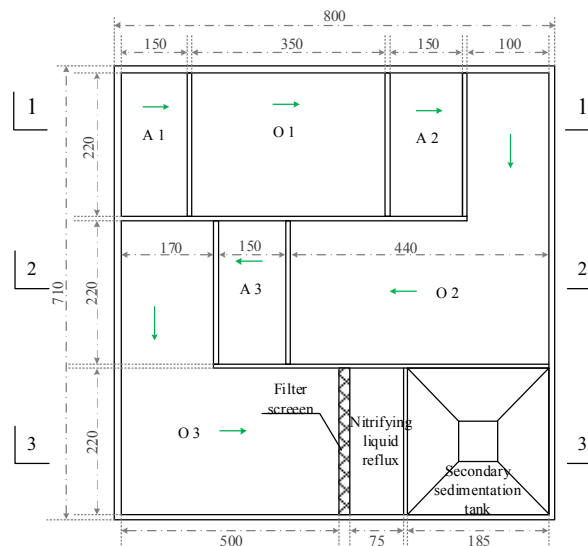 800
150
350
150
100
1
1
A 1
O 1
A 2
220
2
2
170
150
440
A 3
O 2
220
710
Filter
screeen
Nitrifying
liquid
reflux
O 3
3
3
220
Secondary
sedimentation
tank
500
75
185